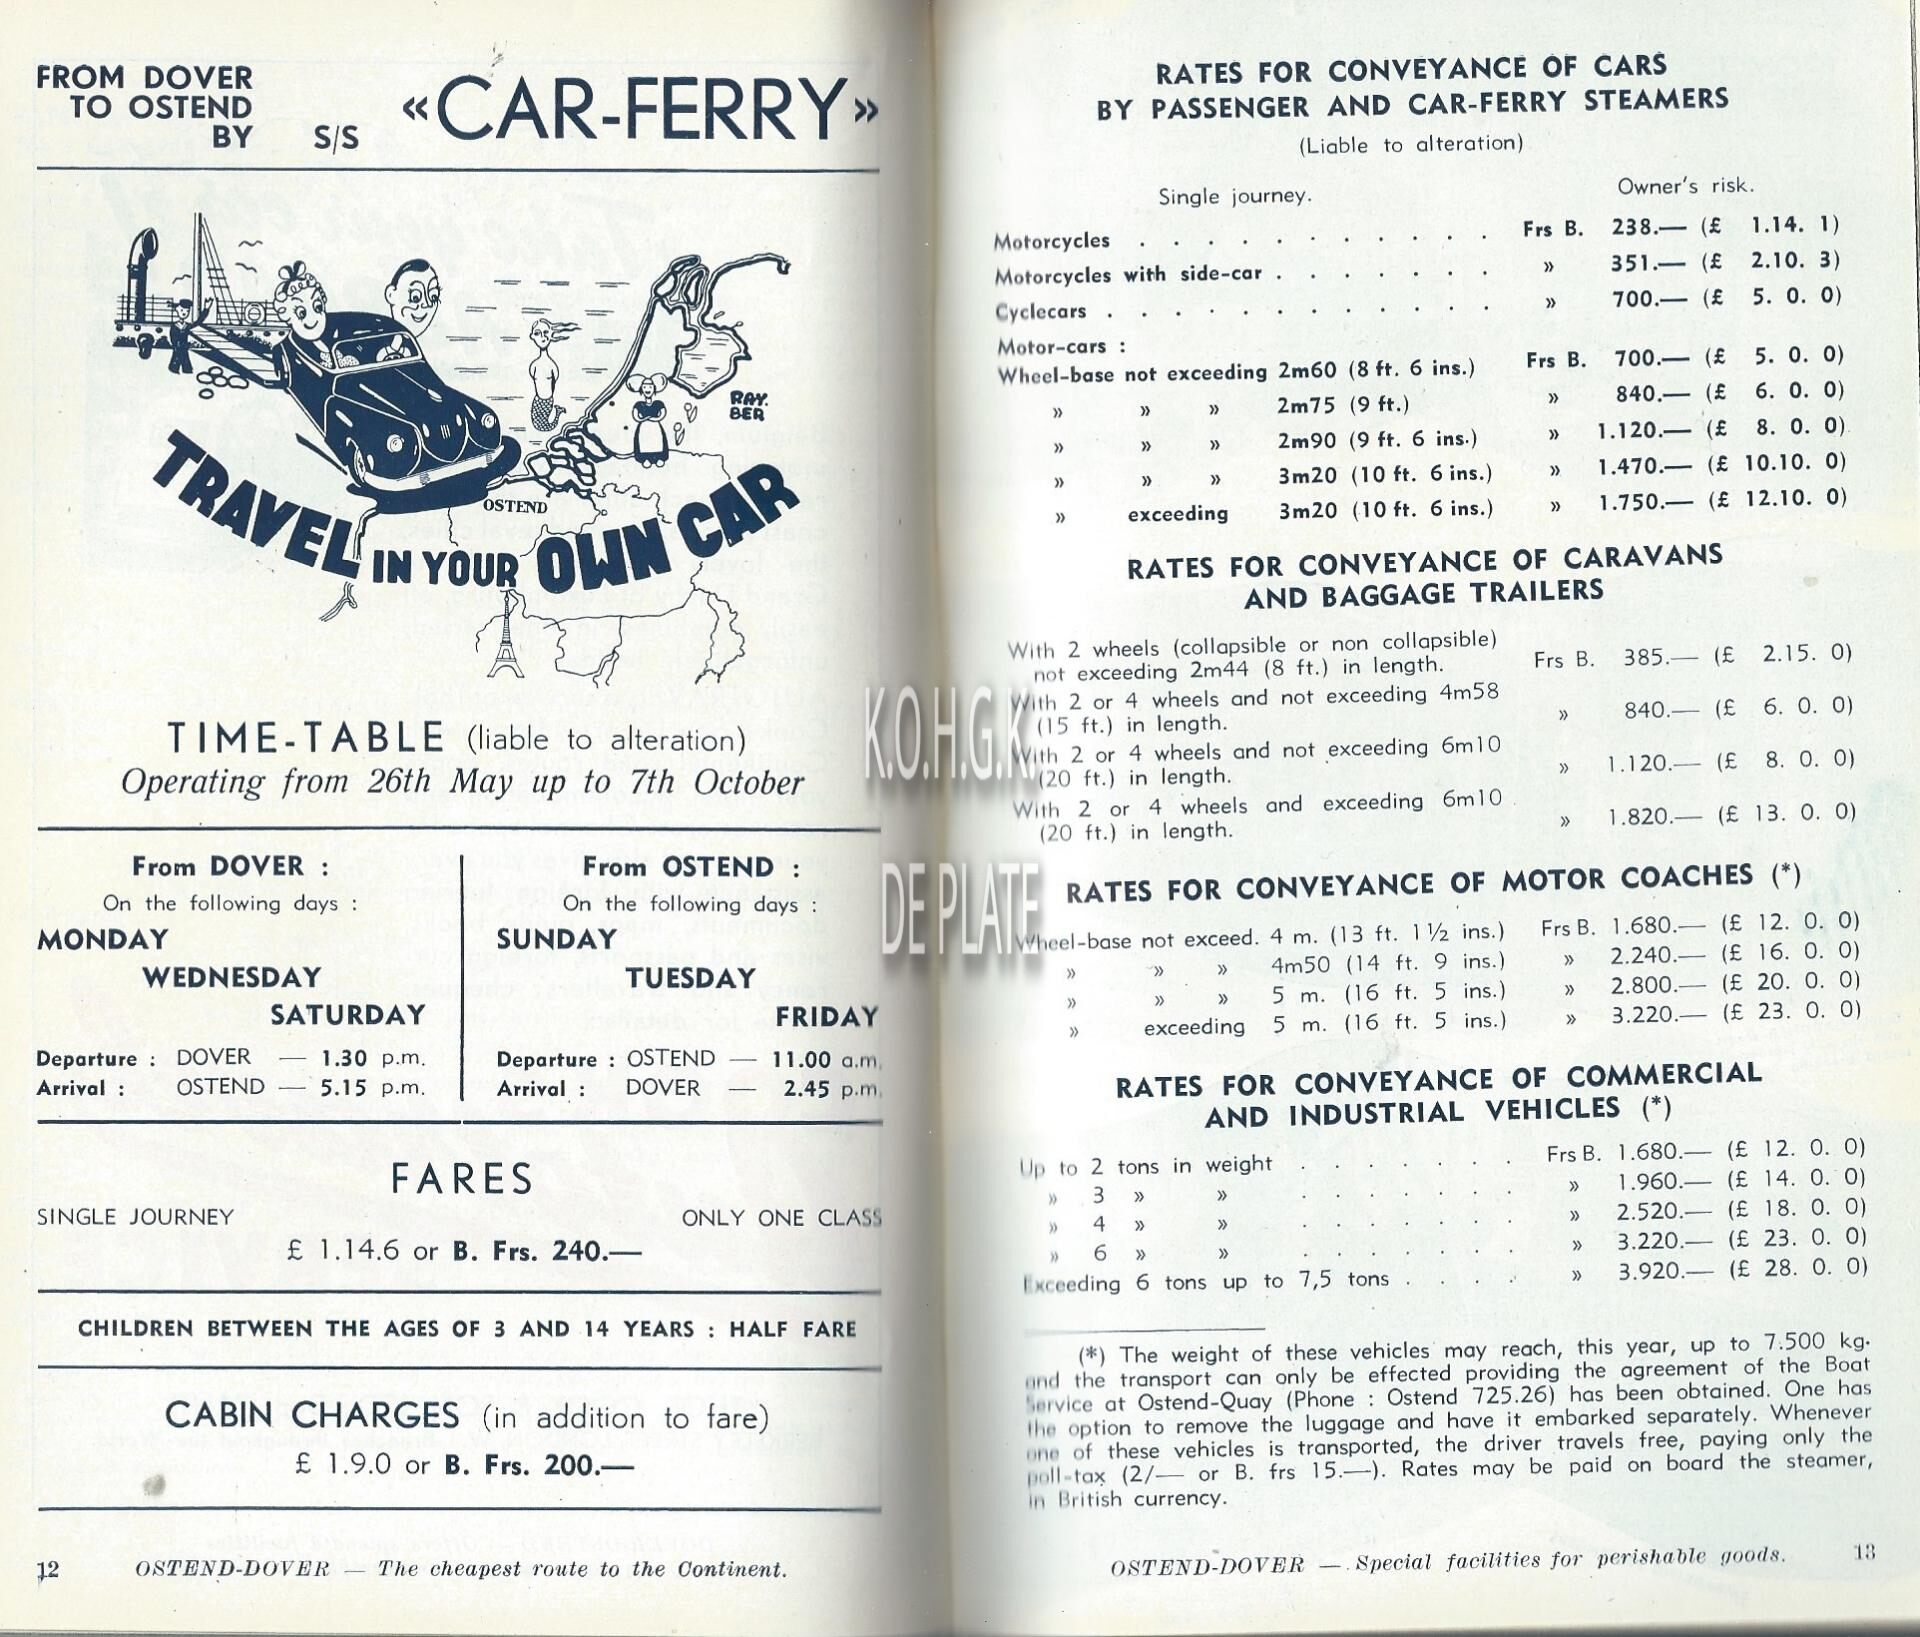 FROM DOVER
TO OSTEND
BY S/S «CAR-FERRY»
RAY.
BER
OSTEND
TRAVEL IN YOUR OWN CAR
TIME-TABLE (liable to alteration)
Operating from 26th May up to 7th October
From DOVER :
On the following days :
MONDAY
WEDNESDAY
SATURDAY
Departure : DOVER — 1.30 p.m.
Arrival : OSTEND — 5.15 p.m.
From OSTEND :
On the following days :
SUNDAY
TUESDAY
FRIDAY
Departure : OSTEND — 11.00 a.m.
Arrival : DOVER — 2.45 p.m.
FARES
SINGLE JOURNEY ONLY ONE CLASS
£ 1.14.6 or B. Frs. 240.—
CHILDREN BETWEEN THE AGES OF 3 AND 14 YEARS : HALF FARE
CABIN CHARGES (in addition to fare)
£ 1.9.0 or B. Frs. 200.—
12 OSTEND-DOVER — The cheapest route to the Continent.
K.O.H.G.K.
DE PLATE
RATES FOR CONVEYANCE OF CARS
BY PASSENGER AND CAR-FERRY STEAMERS
(Liable to alteration)
Single journey. Owner's risk.
Motorcycles . . . . . . . . . . . Frs B. 238.— (£ 1.14. 1)
Motorcycles with side-car . . . . . . . » 351.— (£ 2.10. 3)
Cyclecars . . . . . . . . . . . . » 700.— (£ 5. 0. 0)
Motor-cars :
Wheel-base not exceeding 2m60 (8 ft. 6 ins.) Frs B. 700.— (£ 5. 0. 0)
» » » 2m75 (9 ft.) » 840.— (£ 6. 0. 0)
» » » 2m90 (9 ft. 6 ins.) » 1.120.— (£ 8. 0. 0)
» » » 3m20 (10 ft. 6 ins.) » 1.470.— (£ 10.10. 0)
» exceeding 3m20 (10 ft. 6 ins.) » 1.750.— (£ 12.10. 0)
RATES FOR CONVEYANCE OF CARAVANS
AND BAGGAGE TRAILERS
With 2 wheels (collapsible or non collapsible)
not exceeding 2m44 (8 ft.) in length. Frs B. 385.— (£ 2.15. 0)
With 2 or 4 wheels and not exceeding 4m58
(15 ft.) in length. » 840.— (£ 6. 0. 0)
With 2 or 4 wheels and not exceeding 6m10
(20 ft.) in length. » 1.120.— (£ 8. 0. 0)
With 2 or 4 wheels and exceeding 6m10
(20 ft.) in length. » 1.820.— (£ 13. 0. 0)
RATES FOR CONVEYANCE OF MOTOR COACHES (*)
Wheel-base not exceed. 4 m. (13 ft. 1½ ins.) Frs B. 1.680.— (£ 12. 0. 0)
» » » 4m50 (14 ft. 9 ins.) » 2.240.— (£ 16. 0. 0)
» » » 5 m. (16 ft. 5 ins.) » 2.800.— (£ 20. 0. 0)
» exceeding 5 m. (16 ft. 5 ins.) » 3.220.— (£ 23. 0. 0)
RATES FOR CONVEYANCE OF COMMERCIAL
AND INDUSTRIAL VEHICLES (*)
Up to 2 tons in weight . . . . . . . Frs B. 1.680.— (£ 12. 0. 0)
» 3 » » . . . . . . . » 1.960.— (£ 14. 0. 0)
» 4 » » . . . . . . . » 2.520.— (£ 18. 0. 0)
» 6 » » . . . . . . . » 3.220.— (£ 23. 0. 0)
Exceeding 6 tons up to 7,5 tons . . . . » 3.920.— (£ 28. 0. 0)
(*) The weight of these vehicles may reach, this year, up to 7.500 kg.
and the transport can only be effected providing the agreement of the Boat
Service at Ostend-Quay (Phone : Ostend 725.26) has been obtained. One has
the option to remove the luggage and have it embarked separately. Whenever
one of these vehicles is transported, the driver travels free, paying only the
poll-tax (2/— or B. frs 15.—). Rates may be paid on board the steamer,
in British currency.
OSTEND-DOVER — Special facilities for perishable goods. 13